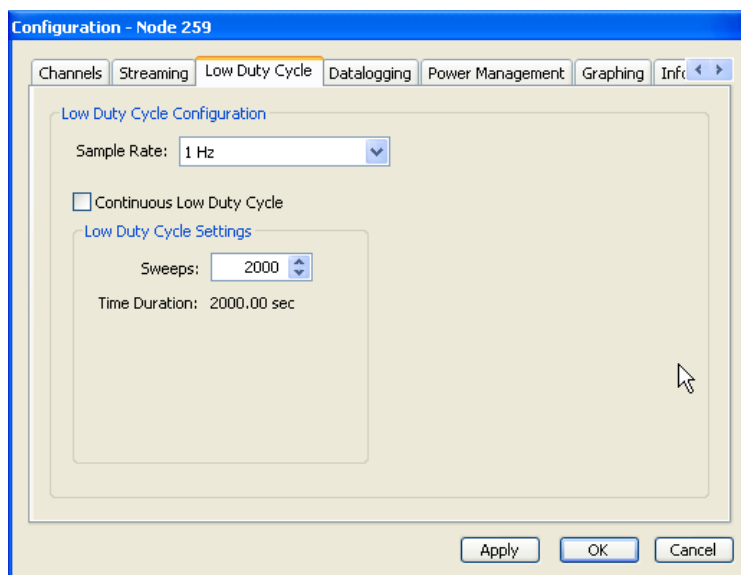 Configuration - Node 259
Channels Streaming Low Duty Cycle Datalogging Power Management Graphing
Low Duty Cycle Configuration
Sample Rate: 1 Hz
Continuous Low Duty Cycle
Low Duty Cycle Settings
Sweeps: 2000
Time Duration: 2000.00 sec
Apply OK Cancel